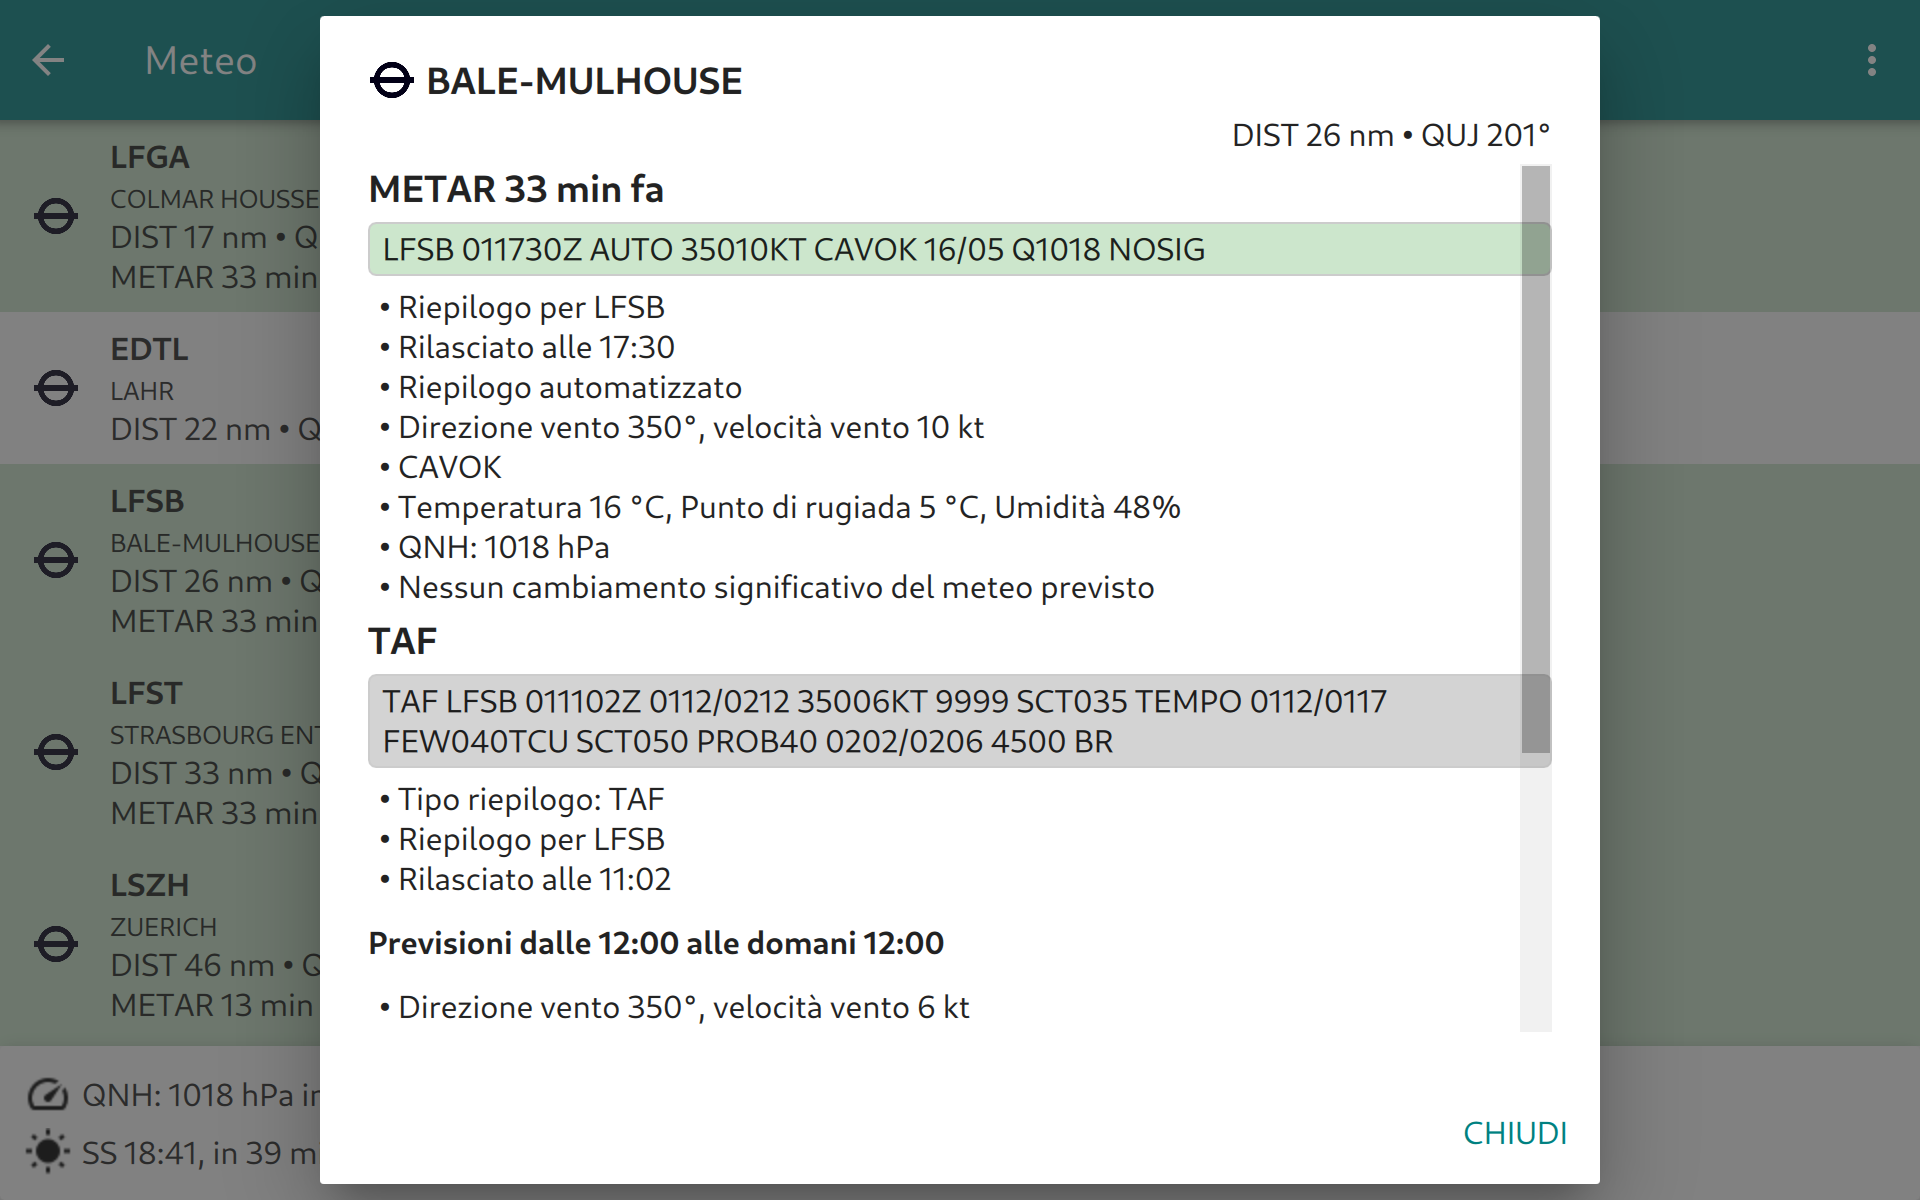 Meteo
LFGA
COLMAR HOUSSE
DIST 17 nm • Q
METAR 33 min
EDTL
LAHR
DIST 22 nm • Q
LFSB
BALE-MULHOUSE
DIST 26 nm • Q
METAR 33 min
LFST
STRASBOURG ENT
DIST 33 nm • Q
METAR 33 min
LSZH
ZUERICH
DIST 46 nm • Q
METAR 13 min
QNH: 1018 hPa in
SS 18:41, in 39 mi
BALE-MULHOUSE
DIST 26 nm • QUJ 201°
METAR 33 min fa
LFSB 011730Z AUTO 35010KT CAVOK 16/05 Q1018 NOSIG
• Riepilogo per LFSB
• Rilasciato alle 17:30
• Riepilogo automatizzato
• Direzione vento 350°, velocità vento 10 kt
• CAVOK
• Temperatura 16 °C, Punto di rugiada 5 °C, Umidità 48%
• QNH: 1018 hPa
• Nessun cambiamento significativo del meteo previsto
TAF
TAF LFSB 011102Z 0112/0212 35006KT 9999 SCT035 TEMPO 0112/0117
FEW040TCU SCT050 PROB40 0202/0206 4500 BR
• Tipo riepilogo: TAF
• Riepilogo per LFSB
• Rilasciato alle 11:02
Previsioni dalle 12:00 alle domani 12:00
• Direzione vento 350°, velocità vento 6 kt
CHIUDI